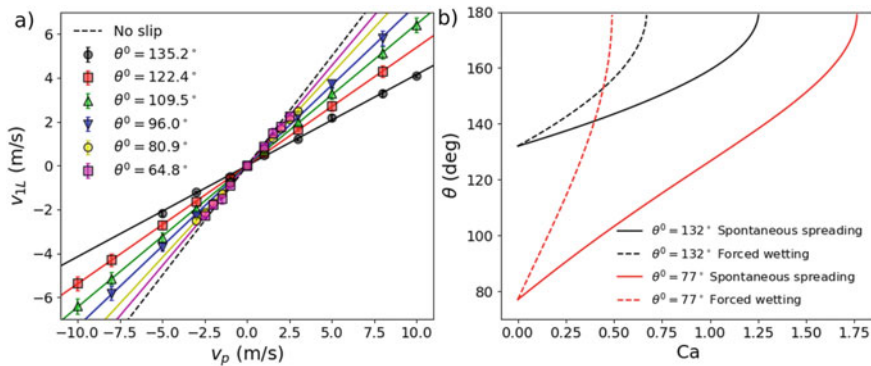 a)
No slip
θ⁰ = 135.2°
θ⁰ = 122.4°
θ⁰ = 109.5°
θ⁰ = 96.0°
θ⁰ = 80.9°
θ⁰ = 64.8°
6
4
2
0
−2
−4
−6
v₁L (m/s)
−10.0 −7.5 −5.0 −2.5 0.0 2.5 5.0 7.5 10.0
vₚ (m/s)
b)
180
160
140
120
100
80
θ (deg)
θ⁰ = 132° Spontaneous spreading
θ⁰ = 132° Forced wetting
θ⁰ = 77° Spontaneous spreading
θ⁰ = 77° Forced wetting
0.00 0.25 0.50 0.75 1.00 1.25 1.50 1.75
Ca